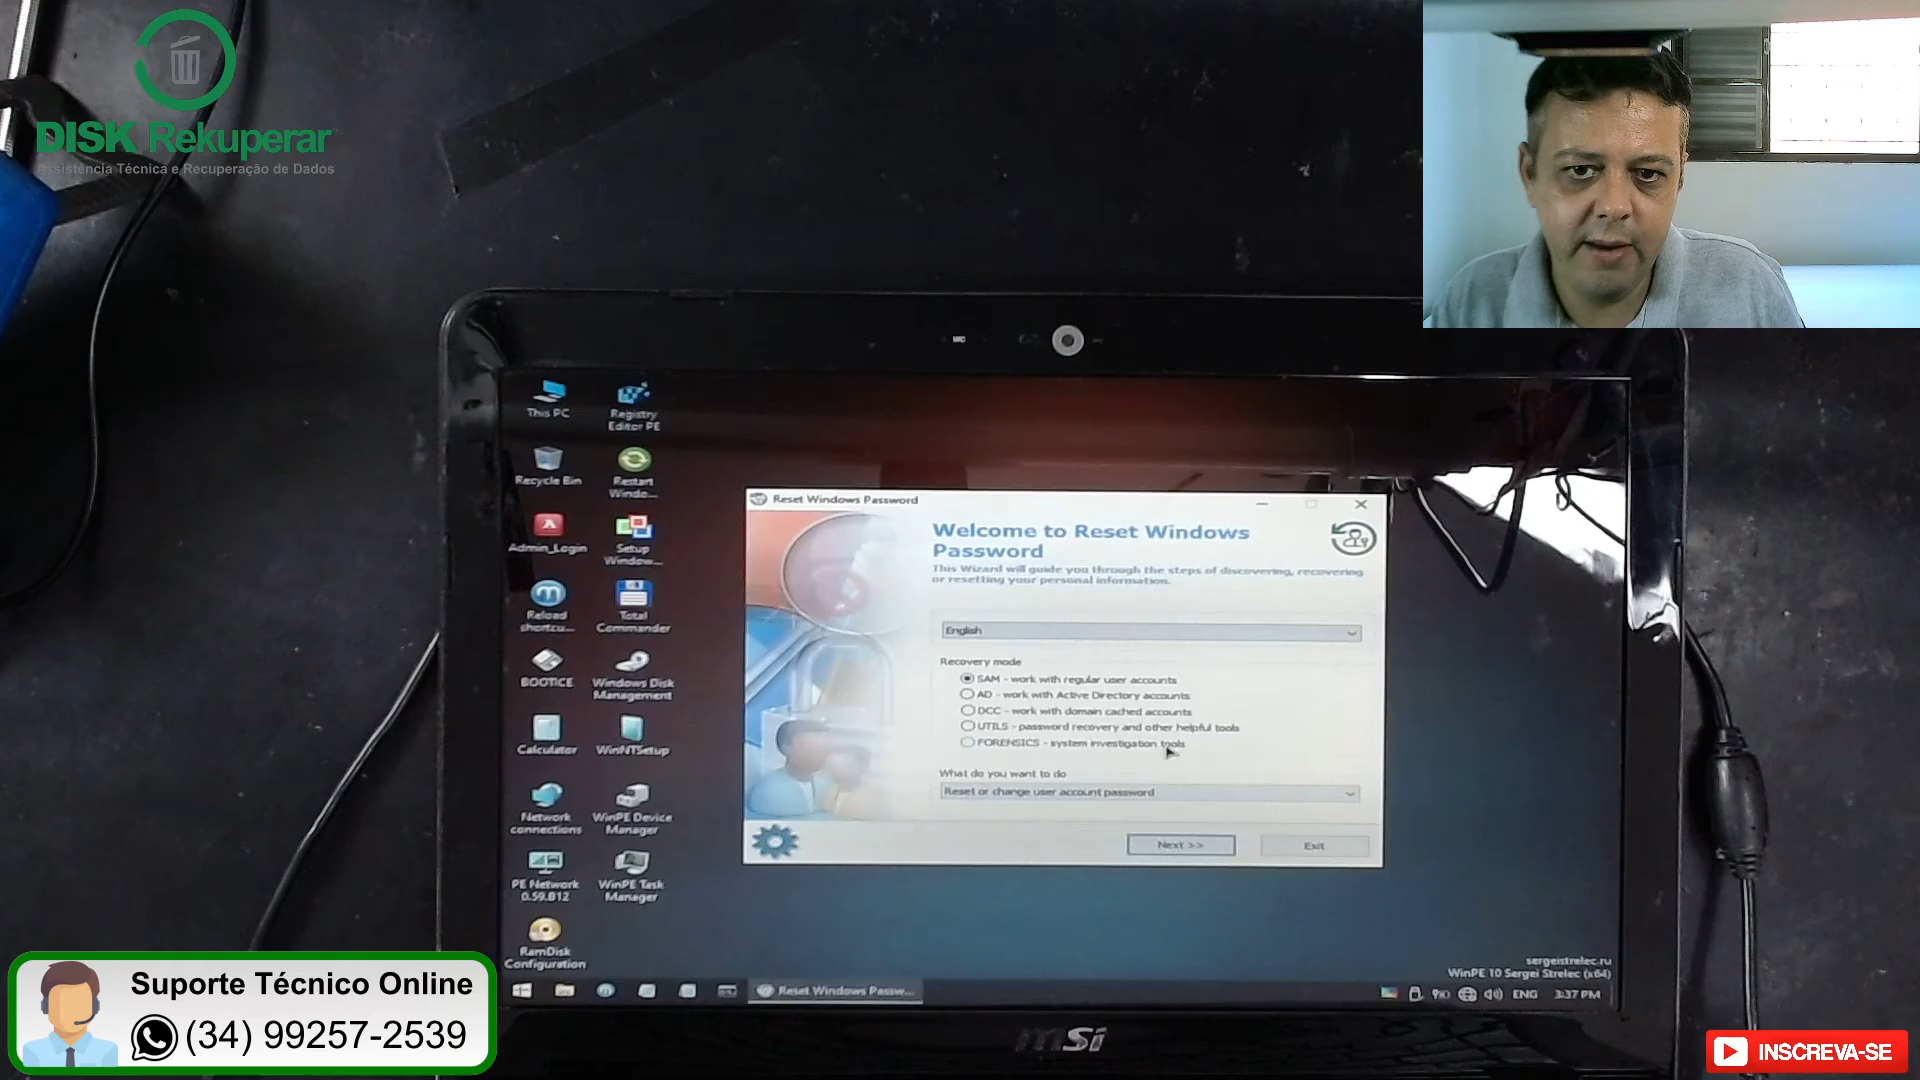 DISK Rekuperar
Assistência Técnica e Recuperação de Dados
MIC
This PC
Registry
Editor PE
Recycle Bin
Restart
Windo...
Admin_Login
Setup
Window...
Reload
shortcu...
Total
Commander
BOOTICE
Windows Disk
Management
Calculator
WinNTSetup
Network
connections
WinPE Device
Manager
PE Network
0.59.B12
WinPE Task
Manager
RamDisk
Configuration
Reset Windows Password
Welcome to Reset Windows
Password
This Wizard will guide you through the steps of discovering, recovering
or resetting your personal information.
English
Recovery mode
SAM - work with regular user accounts
AD - work with Active Directory accounts
DCC - work with domain cached accounts
UTILS - password recovery and other helpful tools
FORENSICS - system investigation tools
What do you want to do
Reset or change user account password
Next >>
Exit
sergeistrelec.ru
WinPE 10 Sergei Strelec (x64)
Reset Windows Passw...
ENG
3:37 PM
msi
Suporte Técnico Online
(34) 99257-2539
INSCREVA-SE